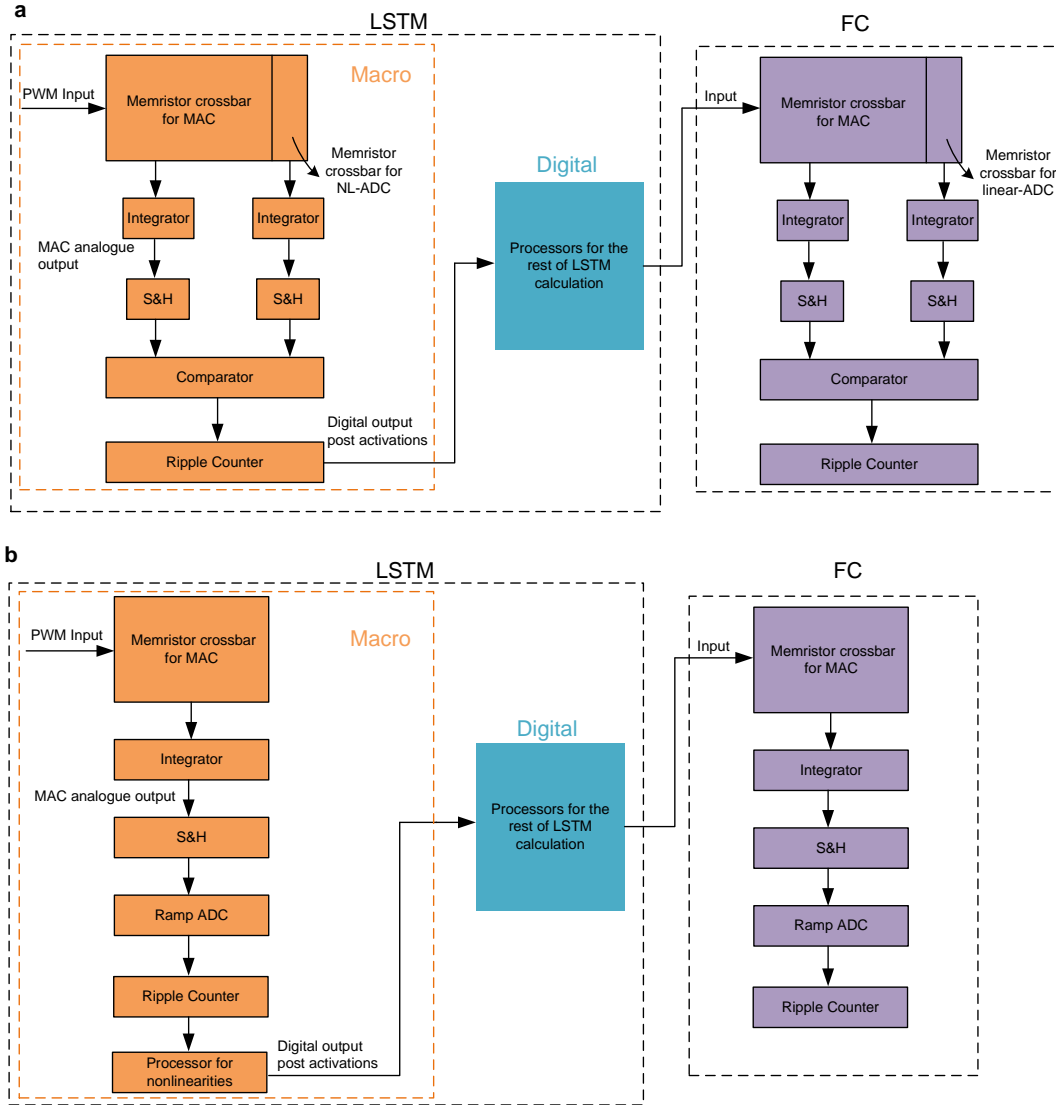 a
LSTM
FC
Macro
PWM Input
Memristor crossbar
for MAC
Memristor
crossbar for
NL-ADC
Integrator
Integrator
MAC analogue
output
S&H
S&H
Comparator
Ripple Counter
Digital output
post activations
Digital
Processors for the
rest of LSTM
calculation
Input
Memristor crossbar
for MAC
Memristor
crossbar for
linear-ADC
Integrator
Integrator
S&H
S&H
Comparator
Ripple Counter
b
LSTM
FC
Macro
PWM Input
Memristor crossbar
for MAC
Integrator
MAC analogue output
S&H
Ramp ADC
Ripple Counter
Processor for
nonlinearities
Digital output
post activations
Digital
Processors for the
rest of LSTM
calculation
Input
Memristor crossbar
for MAC
Integrator
S&H
Ramp ADC
Ripple Counter